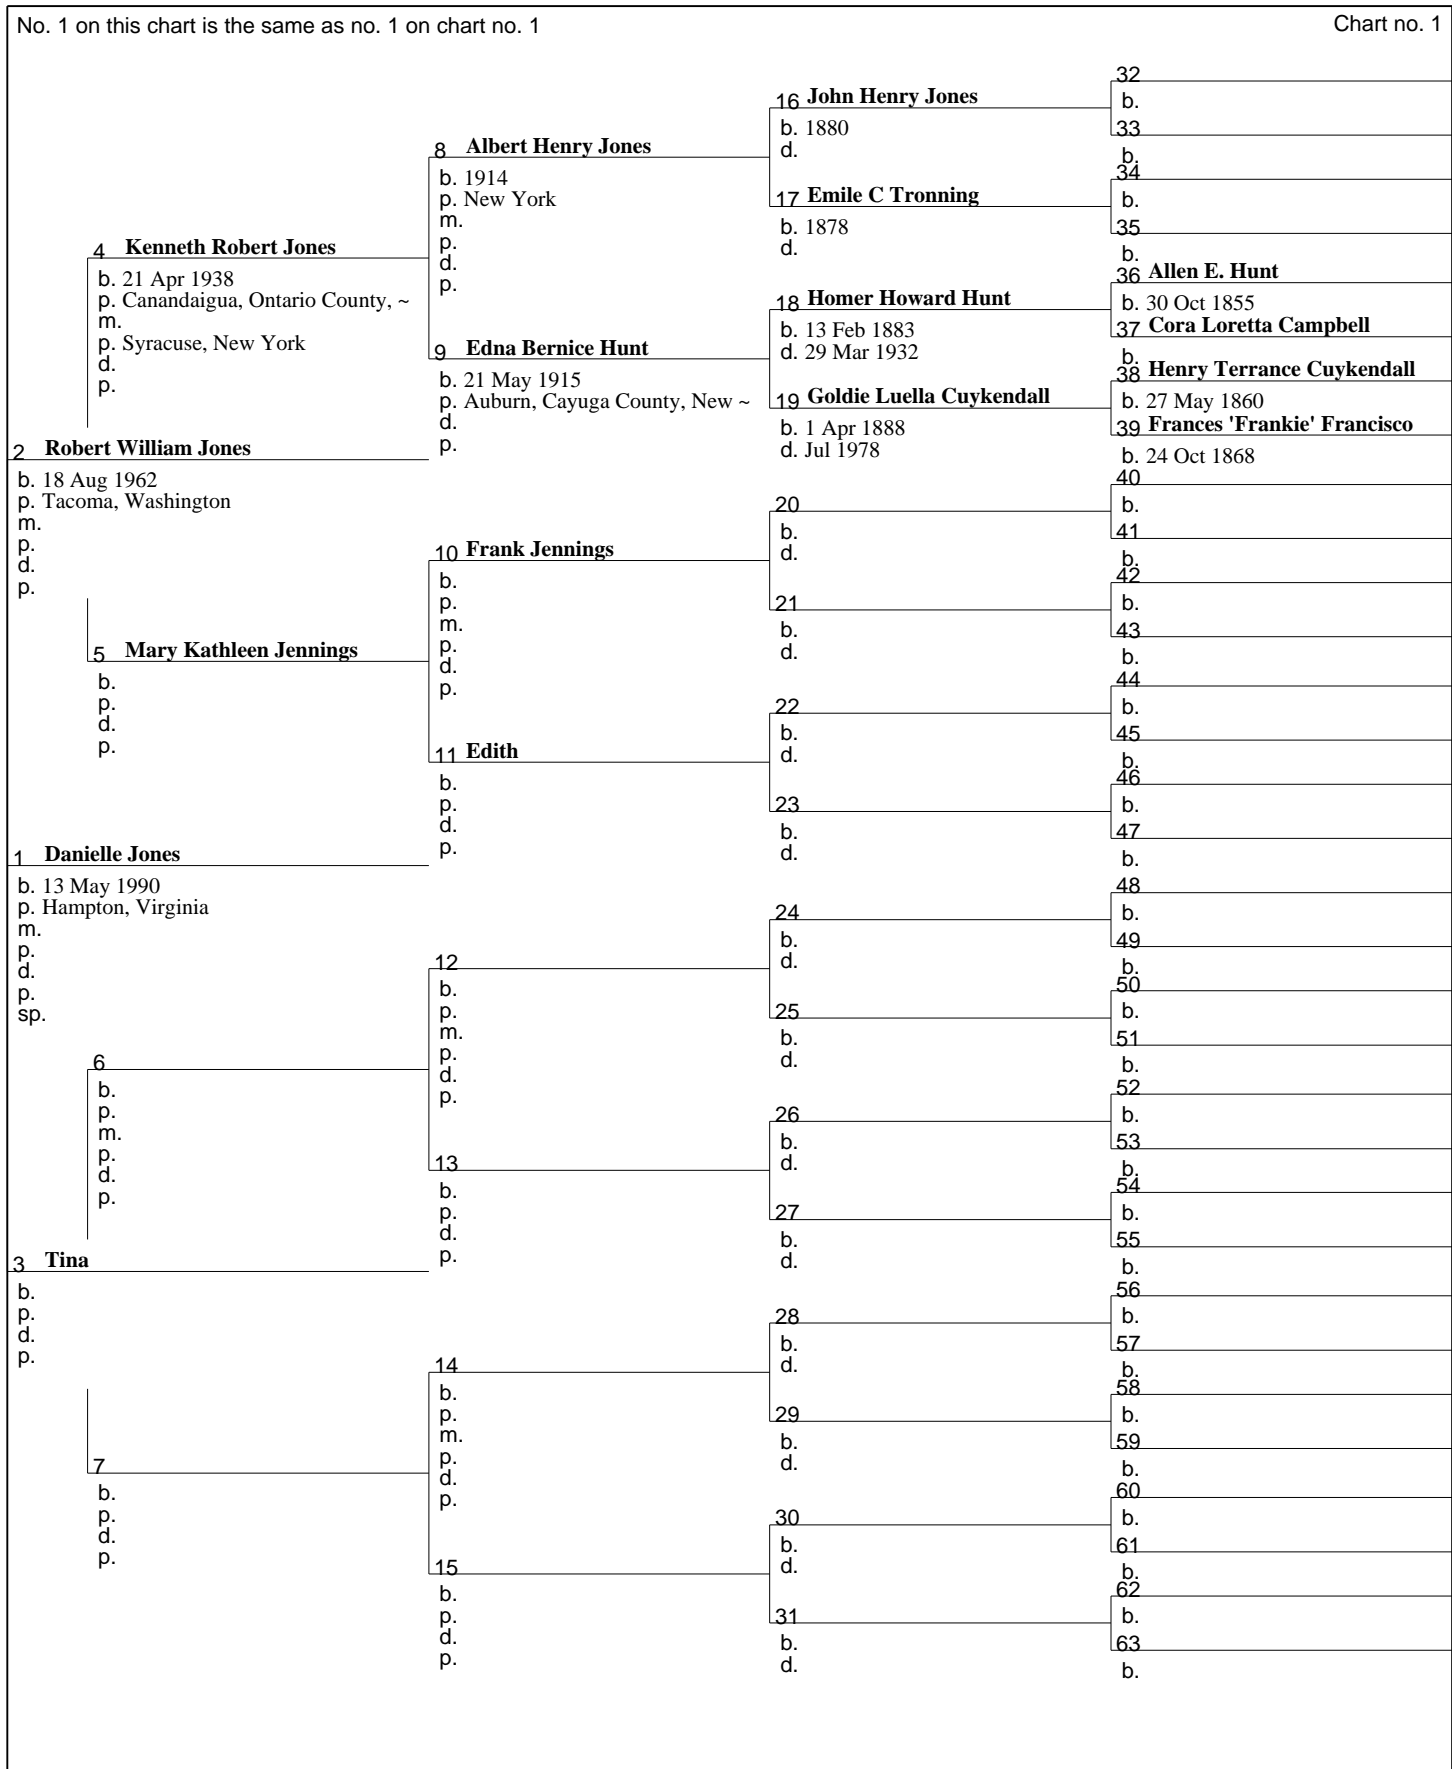 No. 1 on this chart is the same as no. 1 on chart no. 1
Chart no. 1
1 Danielle Jones
b. 13 May 1990
p. Hampton, Virginia
m.
p.
d.
p.
sp.
2 Robert William Jones
b. 18 Aug 1962
p. Tacoma, Washington
m.
p.
d.
p.
3 Tina
b.
p.
d.
p.
4 Kenneth Robert Jones
b. 21 Apr 1938
p. Canandaigua, Ontario County, ~
m.
p. Syracuse, New York
d.
p.
5 Mary Kathleen Jennings
b.
p.
d.
p.
6
b.
p.
m.
p.
d.
p.
7
b.
p.
d.
p.
8 Albert Henry Jones
b. 1914
p. New York
m.
p.
d.
p.
9 Edna Bernice Hunt
b. 21 May 1915
p. Auburn, Cayuga County, New ~
d.
p.
10 Frank Jennings
b.
p.
m.
p.
d.
p.
11 Edith
b.
p.
d.
p.
12
b.
p.
m.
p.
d.
p.
13
b.
p.
d.
p.
14
b.
p.
m.
p.
d.
p.
15
b.
p.
d.
p.
16 John Henry Jones
b. 1880
d.
17 Emile C Tronning
b. 1878
d.
18 Homer Howard Hunt
b. 13 Feb 1883
d. 29 Mar 1932
19 Goldie Luella Cuykendall
b. 1 Apr 1888
d. Jul 1978
20
b.
d.
21
b.
d.
22
b.
d.
23
b.
d.
24
b.
d.
25
b.
d.
26
b.
d.
27
b.
d.
28
b.
d.
29
b.
d.
30
b.
d.
31
b.
d.
32
b.
33
b.
34
b.
35
b.
36 Allen E. Hunt
b. 30 Oct 1855
37 Cora Loretta Campbell
b.
38 Henry Terrance Cuykendall
b. 27 May 1860
39 Frances 'Frankie' Francisco
b. 24 Oct 1868
40
b.
41
b.
42
b.
43
b.
44
b.
45
b.
46
b.
47
b.
48
b.
49
b.
50
b.
51
b.
52
b.
53
b.
54
b.
55
b.
56
b.
57
b.
58
b.
59
b.
60
b.
61
b.
62
b.
63
b.